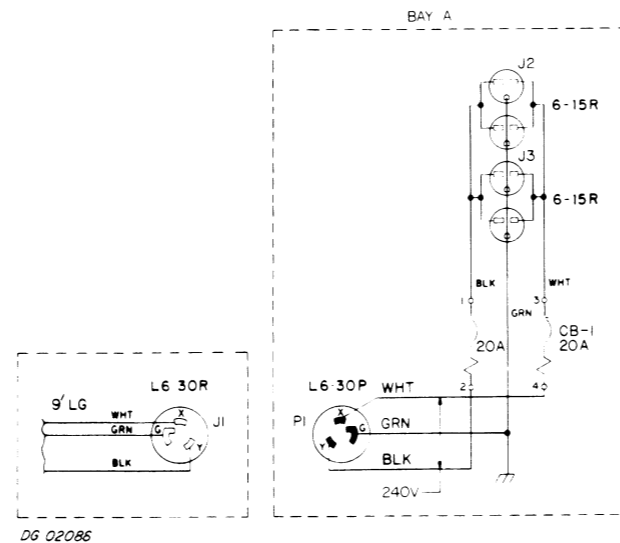 BAY A
J2
6-15R
J3
6-15R
BLK
WHT
1
3
GRN
20A
CB-1
20A
2
4
L6 30R
9' LG
X
WHT
GRN
G
J1
Y
BLK
L6-30P
WHT
P1
X
G
GRN
Y
BLK
240V
DG 02086